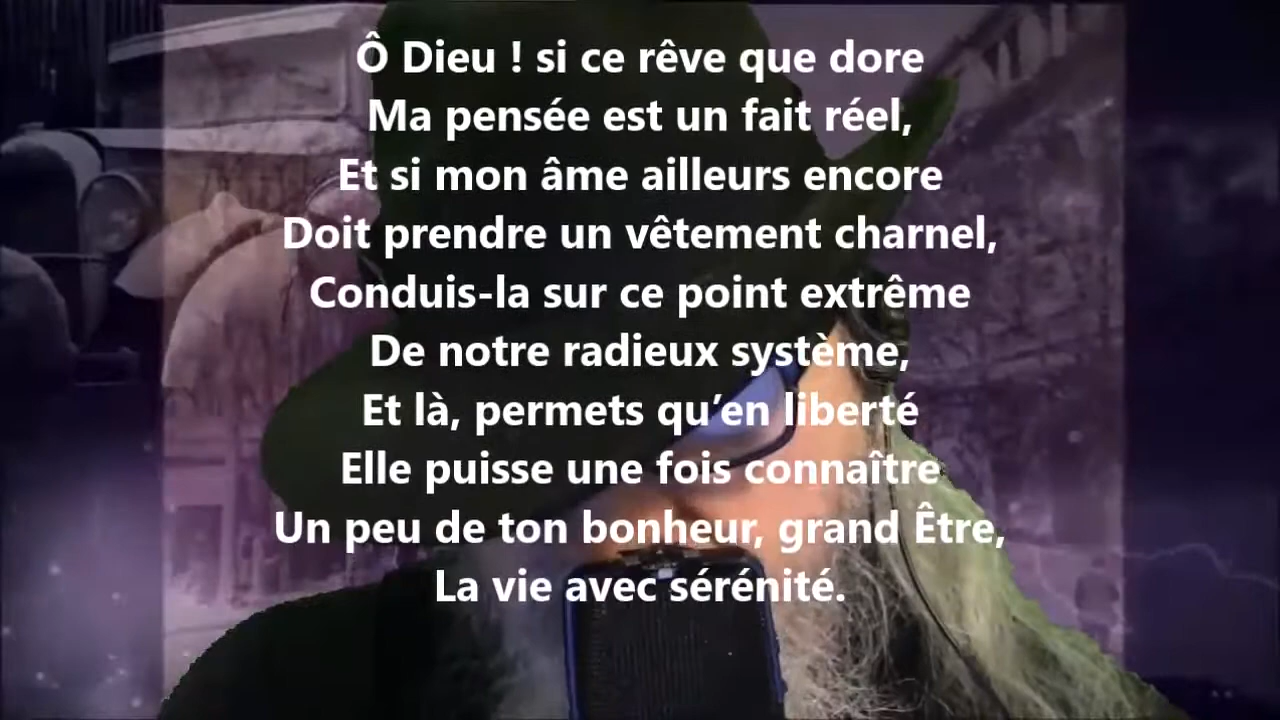 Ô Dieu ! si ce rêve que dore
Ma pensée est un fait réel,
Et si mon âme ailleurs encore
Doit prendre un vêtement charnel,
Conduis-la sur ce point extrême
De notre radieux système,
Et là, permets qu’en liberté
Elle puisse une fois connaître
Un peu de ton bonheur, grand Être,
La vie avec sérénité.